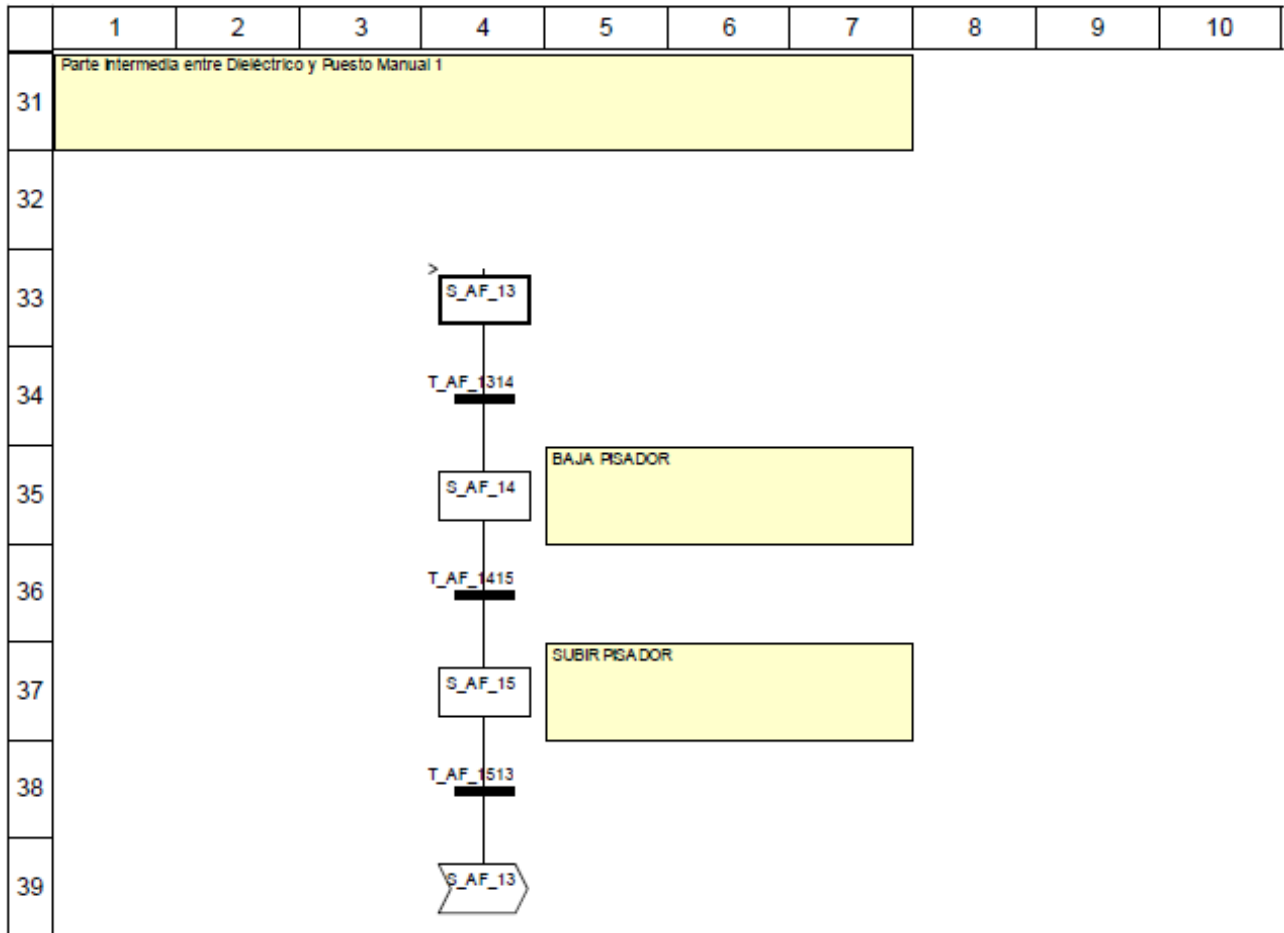 1 2 3 4 5 6 7 8 9 10
31 Parte Intermedia entre Dieléctrico y Puesto Manual 1
32
>
33 S_AF_13
T_AF_1314
34
BAJA PISADOR
35 S_AF_14
T_AF_1415
36
SUBIR PISADOR
37 S_AF_15
T_AF_1513
38
39 S_AF_13